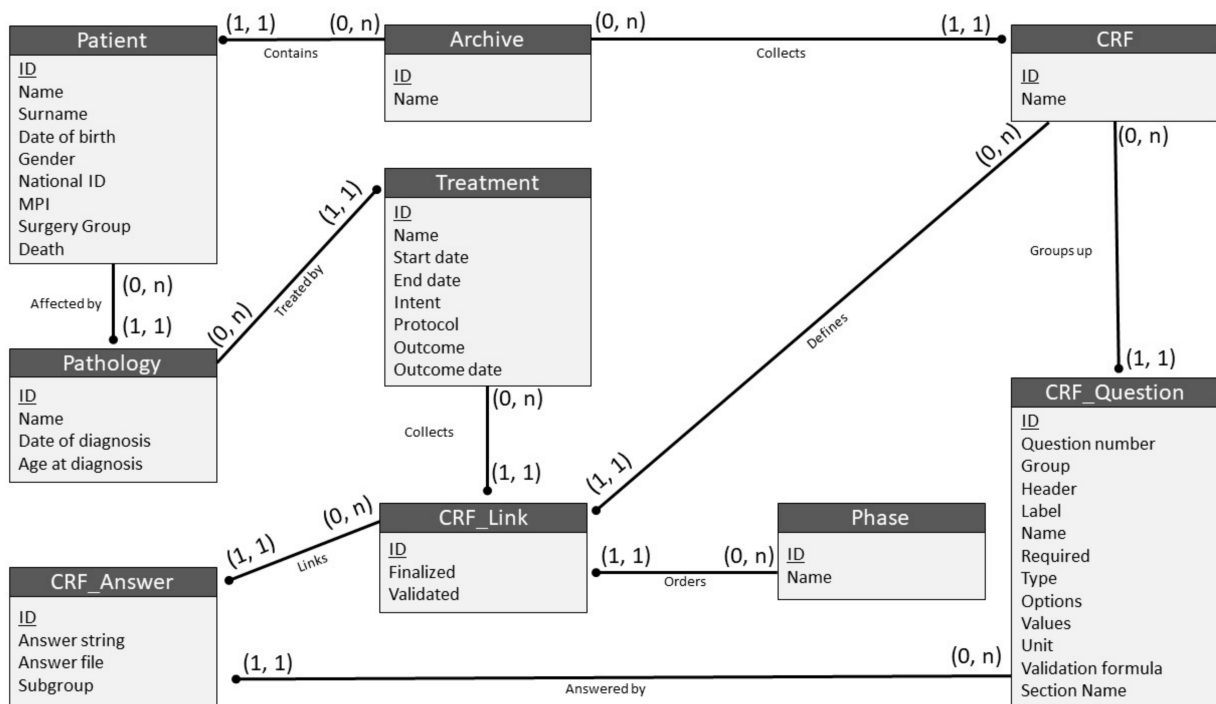 Patient
ID
Name
Surname
Date of birth
Gender
National ID
MPI
Surgery Group
Death
(1, 1)
(0, n)
Contains
Archive
ID
Name
(0, n)
(1, 1)
Collects
CRF
ID
Name
(0, n)
(1, 1)
Affected by
(1, 1)
(0, n)
Treated by
Treatment
ID
Name
Start date
End date
Intent
Protocol
Outcome
Outcome date
(0, n)
(1, 1)
Defines
(0, n)
(1, 1)
Groups up
Pathology
ID
Name
Date of diagnosis
Age at diagnosis
(0, n)
(1, 1)
Collects
CRF_Question
ID
Question number
Group
Header
Label
Name
Required
Type
Options
Values
Unit
Validation formula
Section Name
(0, n)
(1, 1)
Links
CRF_Link
ID
Finalized
Validated
(1, 1)
(0, n)
Orders
Phase
ID
Name
CRF_Answer
ID
Answer string
Answer file
Subgroup
(1, 1)
(0, n)
Answered by